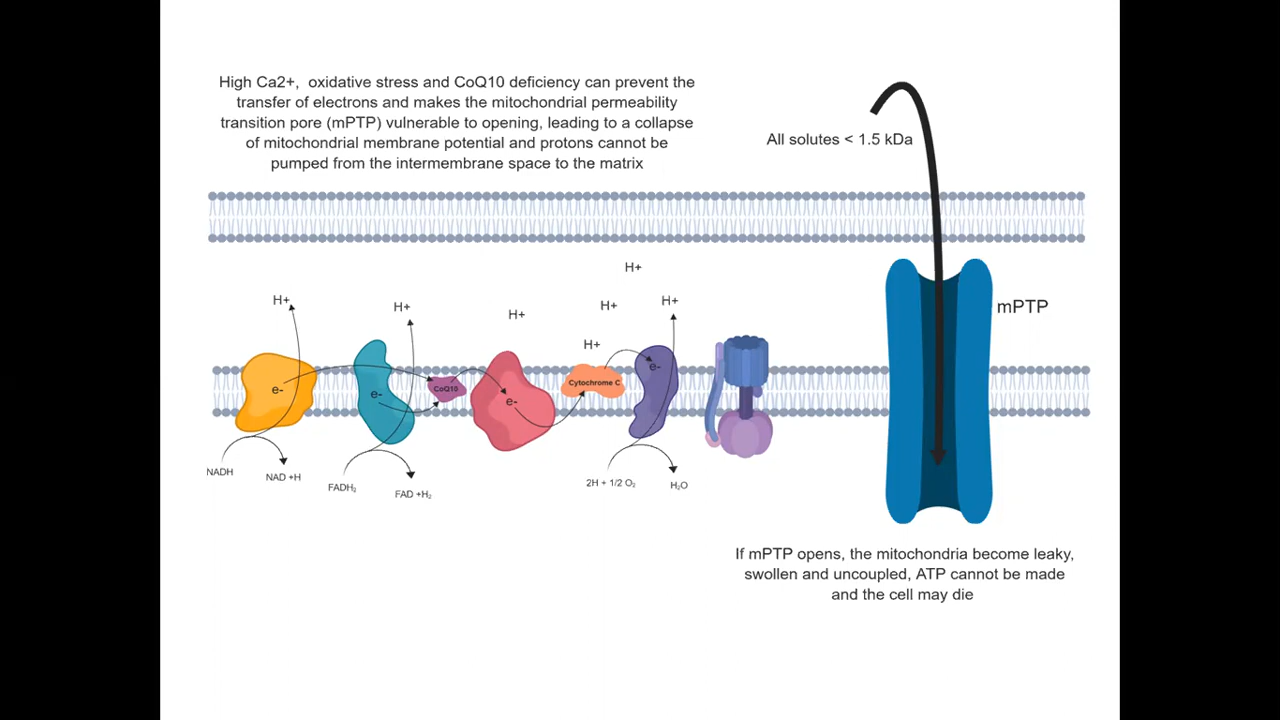 High Ca2+,  oxidative stress and CoQ10 deficiency can prevent the
transfer of electrons and makes the mitochondrial permeability
transition pore (mPTP) vulnerable to opening, leading to a collapse
of mitochondrial membrane potential and protons cannot be
pumped from the intermembrane space to the matrix
All solutes < 1.5 kDa
H+
H+
H+
H+
H+
H+
H+
mPTP
e-
e-
CoQ10
e-
Cytochrome C
e-
NADH
NAD +H
FADH₂
FAD +H₂
2H + 1/2 O₂
H₂O
If mPTP opens, the mitochondria become leaky,
swollen and uncoupled, ATP cannot be made
and the cell may die